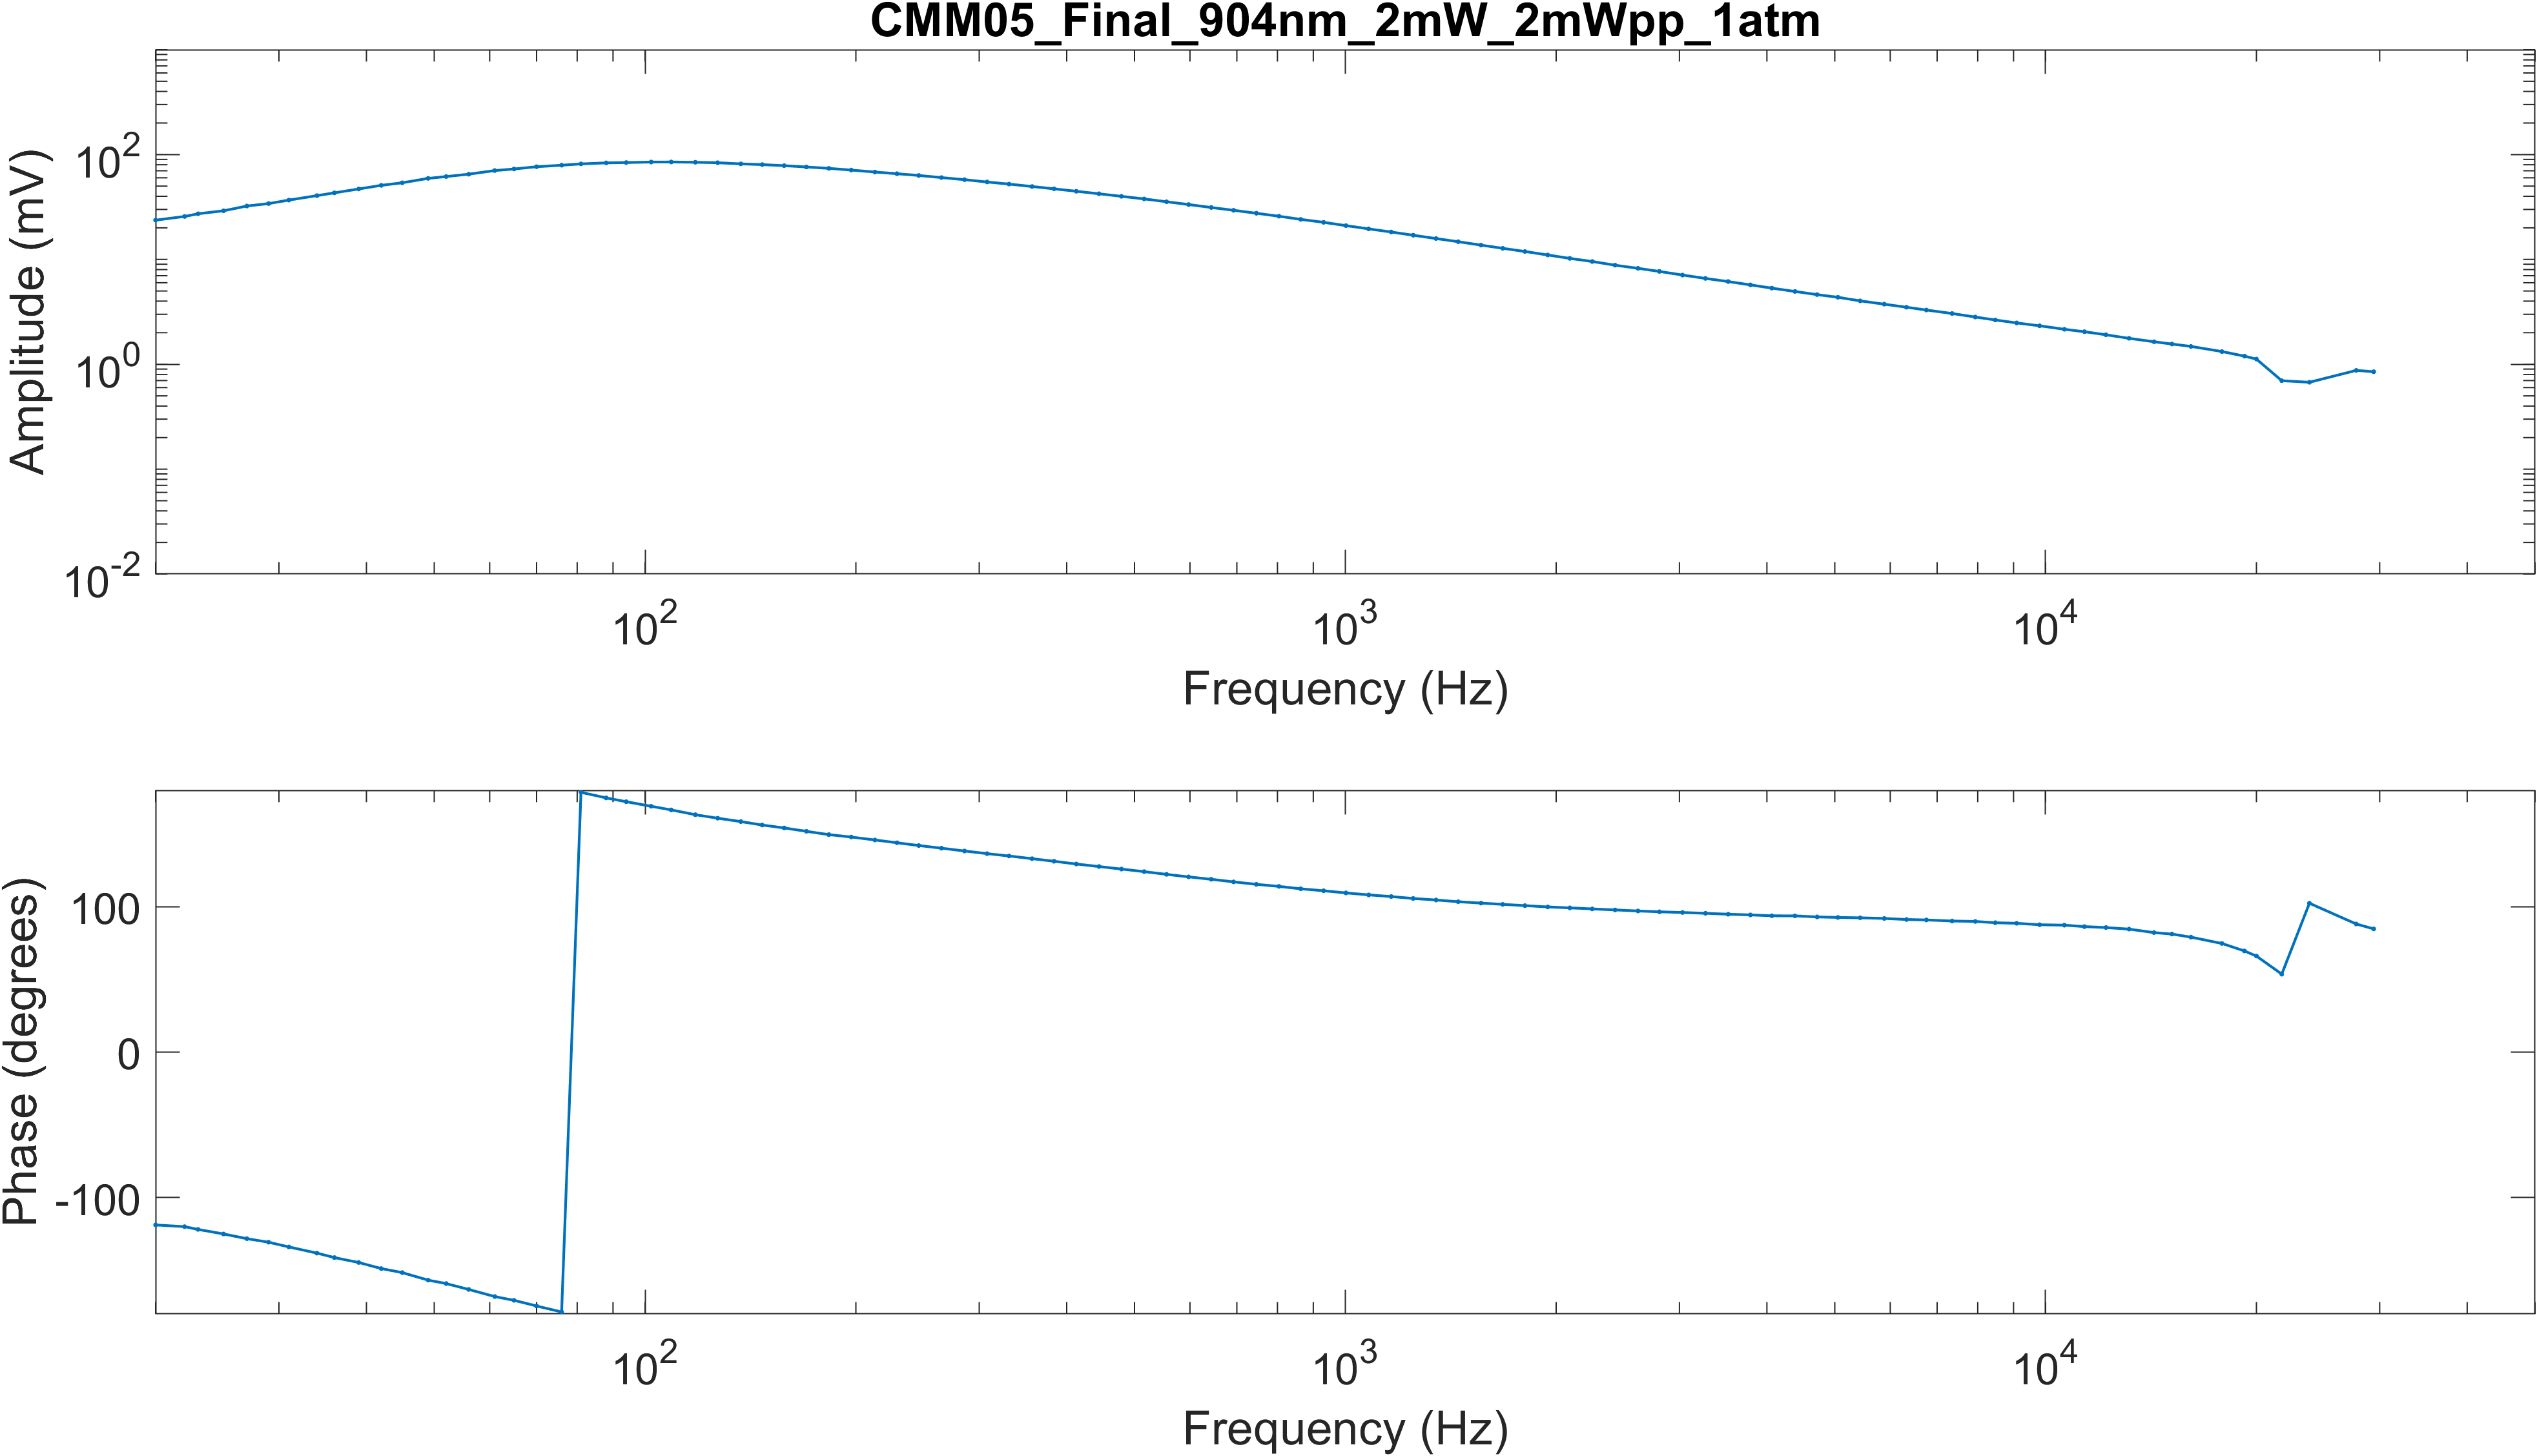 CMM05_Final_904nm_2mW_2mWpp_1atm
Amplitude (mV)
10^2
10^0
10^-2
10^2 10^3 10^4
Frequency (Hz)
Phase (degrees)
100
0
-100
10^2 10^3 10^4
Frequency (Hz)